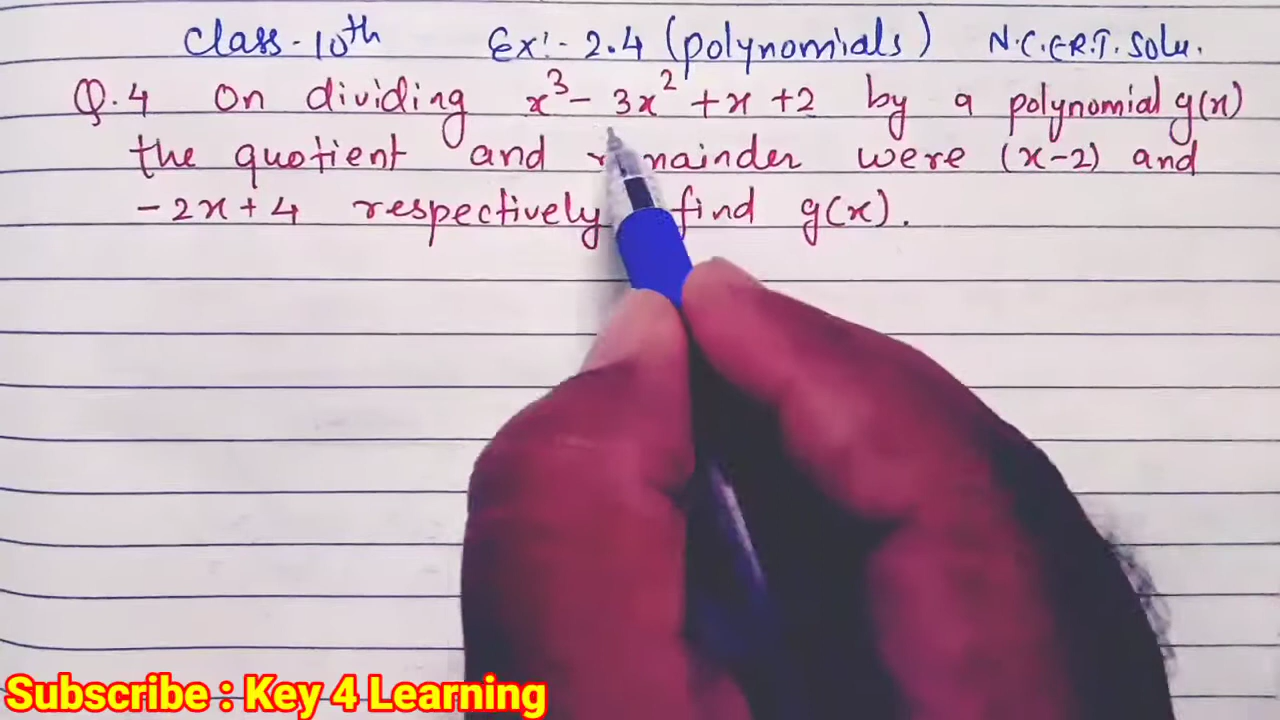 Class-10th Ex:-2.4 (polynomials) N.C.E.R.T. Solu.
Q.4 On dividing x³- 3x² + x + 2 by a polynomial g(x)
the quotient and remainder were (x-2) and
-2x+4 respectively find g(x).
Subscribe : Key 4 Learning